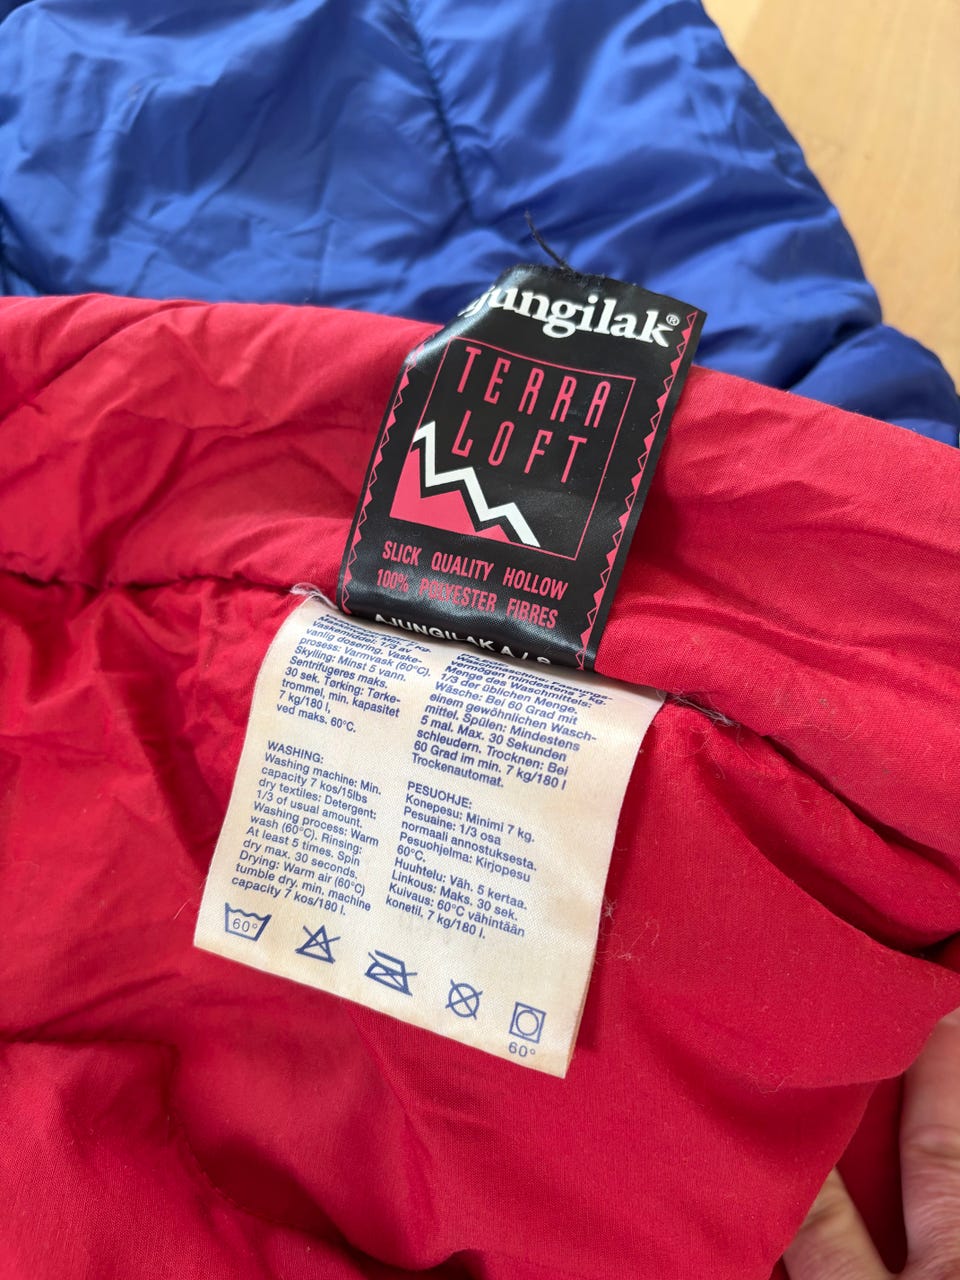 jungilak®
TERRA
LOFT
SLICK QUALITY HOLLOW
100% POLYESTER FIBRES
AJUNGILAK A/S
Vaskemiddel: 1/3 av
vanlig dosering. Vaske-
prosess: Varmvask (60°C).
Skylling: Minst 5 vann.
Sentrifugeres maks.
30 sek. Tørking: Tørke-
trommel, min. kapasitet
7 kg/180 l,
ved maks. 60°C.
WASHING:
Washing machine: Min.
capacity 7 kos/15lbs
dry textiles: Detergent:
1/3 of usual amount.
Washing process: Warm
wash (60°C). Rinsing:
At least 5 times. Spin
dry max. 30 seconds.
Drying: Warm air (60°C)
tumble dry, min. machine
capacity 7 kos/180 l.
Waschmaschine: Fassungs-
vermögen mindestens 7 kg.
Menge des Waschmittels:
1/3 der üblichen Menge.
Wäsche: Bei 60 Grad mit
einem gewöhnlichen Wasch-
mittel. Spülen: Mindestens
5 mal. Max. 30 Sekunden
schleudern. Trocknen: Bei
60 Grad im min. 7 kg/180 l
Trockenautomat.
PESUOHJE:
Konepesu: Minimi 7 kg.
Pesuaine: 1/3 osa
normaali annostuksesta.
Pesuohjelma: Kirjopesu
60°C.
Huuhtelu: Väh. 5 kertaa.
Linkous: Maks. 30 sek.
Kuivaus: 60°C vähintään
konetil. 7 kg/180 l.
60°
60°